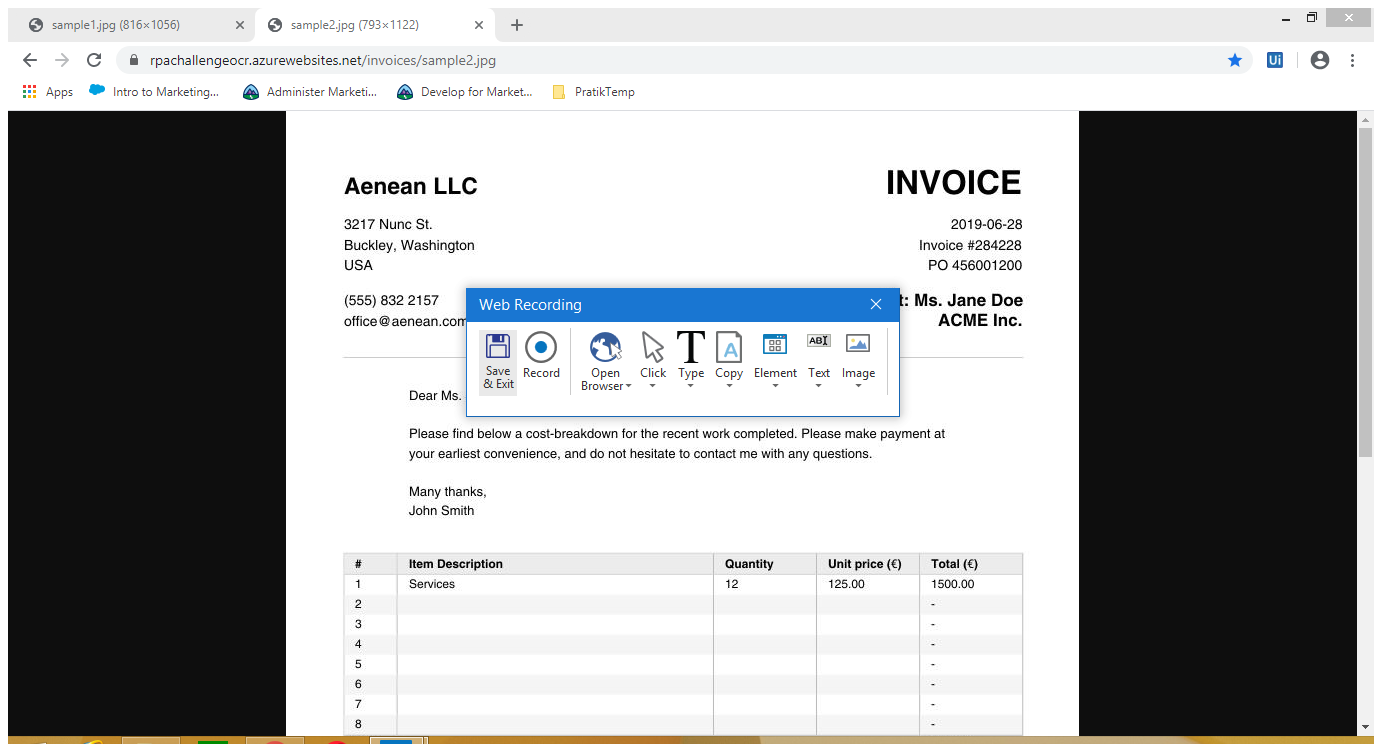 sample1.jpg (816×1056)
sample2.jpg (793×1122)
rpachallengeocr.azurewebsites.net/invoices/sample2.jpg
Ui
Apps
Intro to Marketing...
Administer Marketi...
Develop for Market...
PratikTemp
Aenean LLC
INVOICE
3217 Nunc St.
2019-06-28
Buckley, Washington
Invoice #284228
USA
PO 456001200
(555) 832 2157
t: Ms. Jane Doe
office@aenean.com
ACME Inc.
Web Recording
Save & Exit
Record
Open Browser
Click
T
Type
A
Copy
Element
ABI
Text
Image
Dear Ms.
Please find below a cost-breakdown for the recent work completed. Please make payment at
your earliest convenience, and do not hesitate to contact me with any questions.
Many thanks,
John Smith
# Item Description Quantity Unit price (€) Total (€)
1 Services 12 125.00 1500.00
2 -
3 -
4 -
5 -
6 -
7 -
8 -